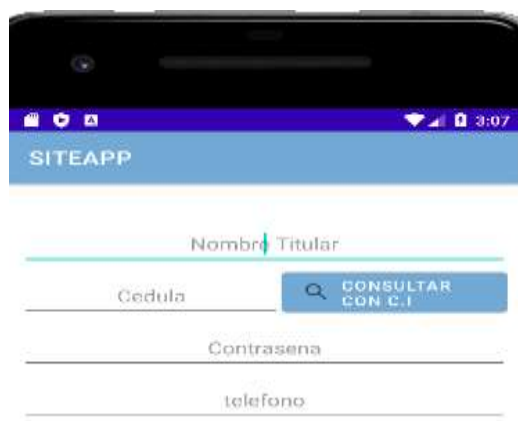 3:07
SITEAPP
Nombre Titular
Cedula
CONSULTAR
CON C.I
Contrasena
telefono